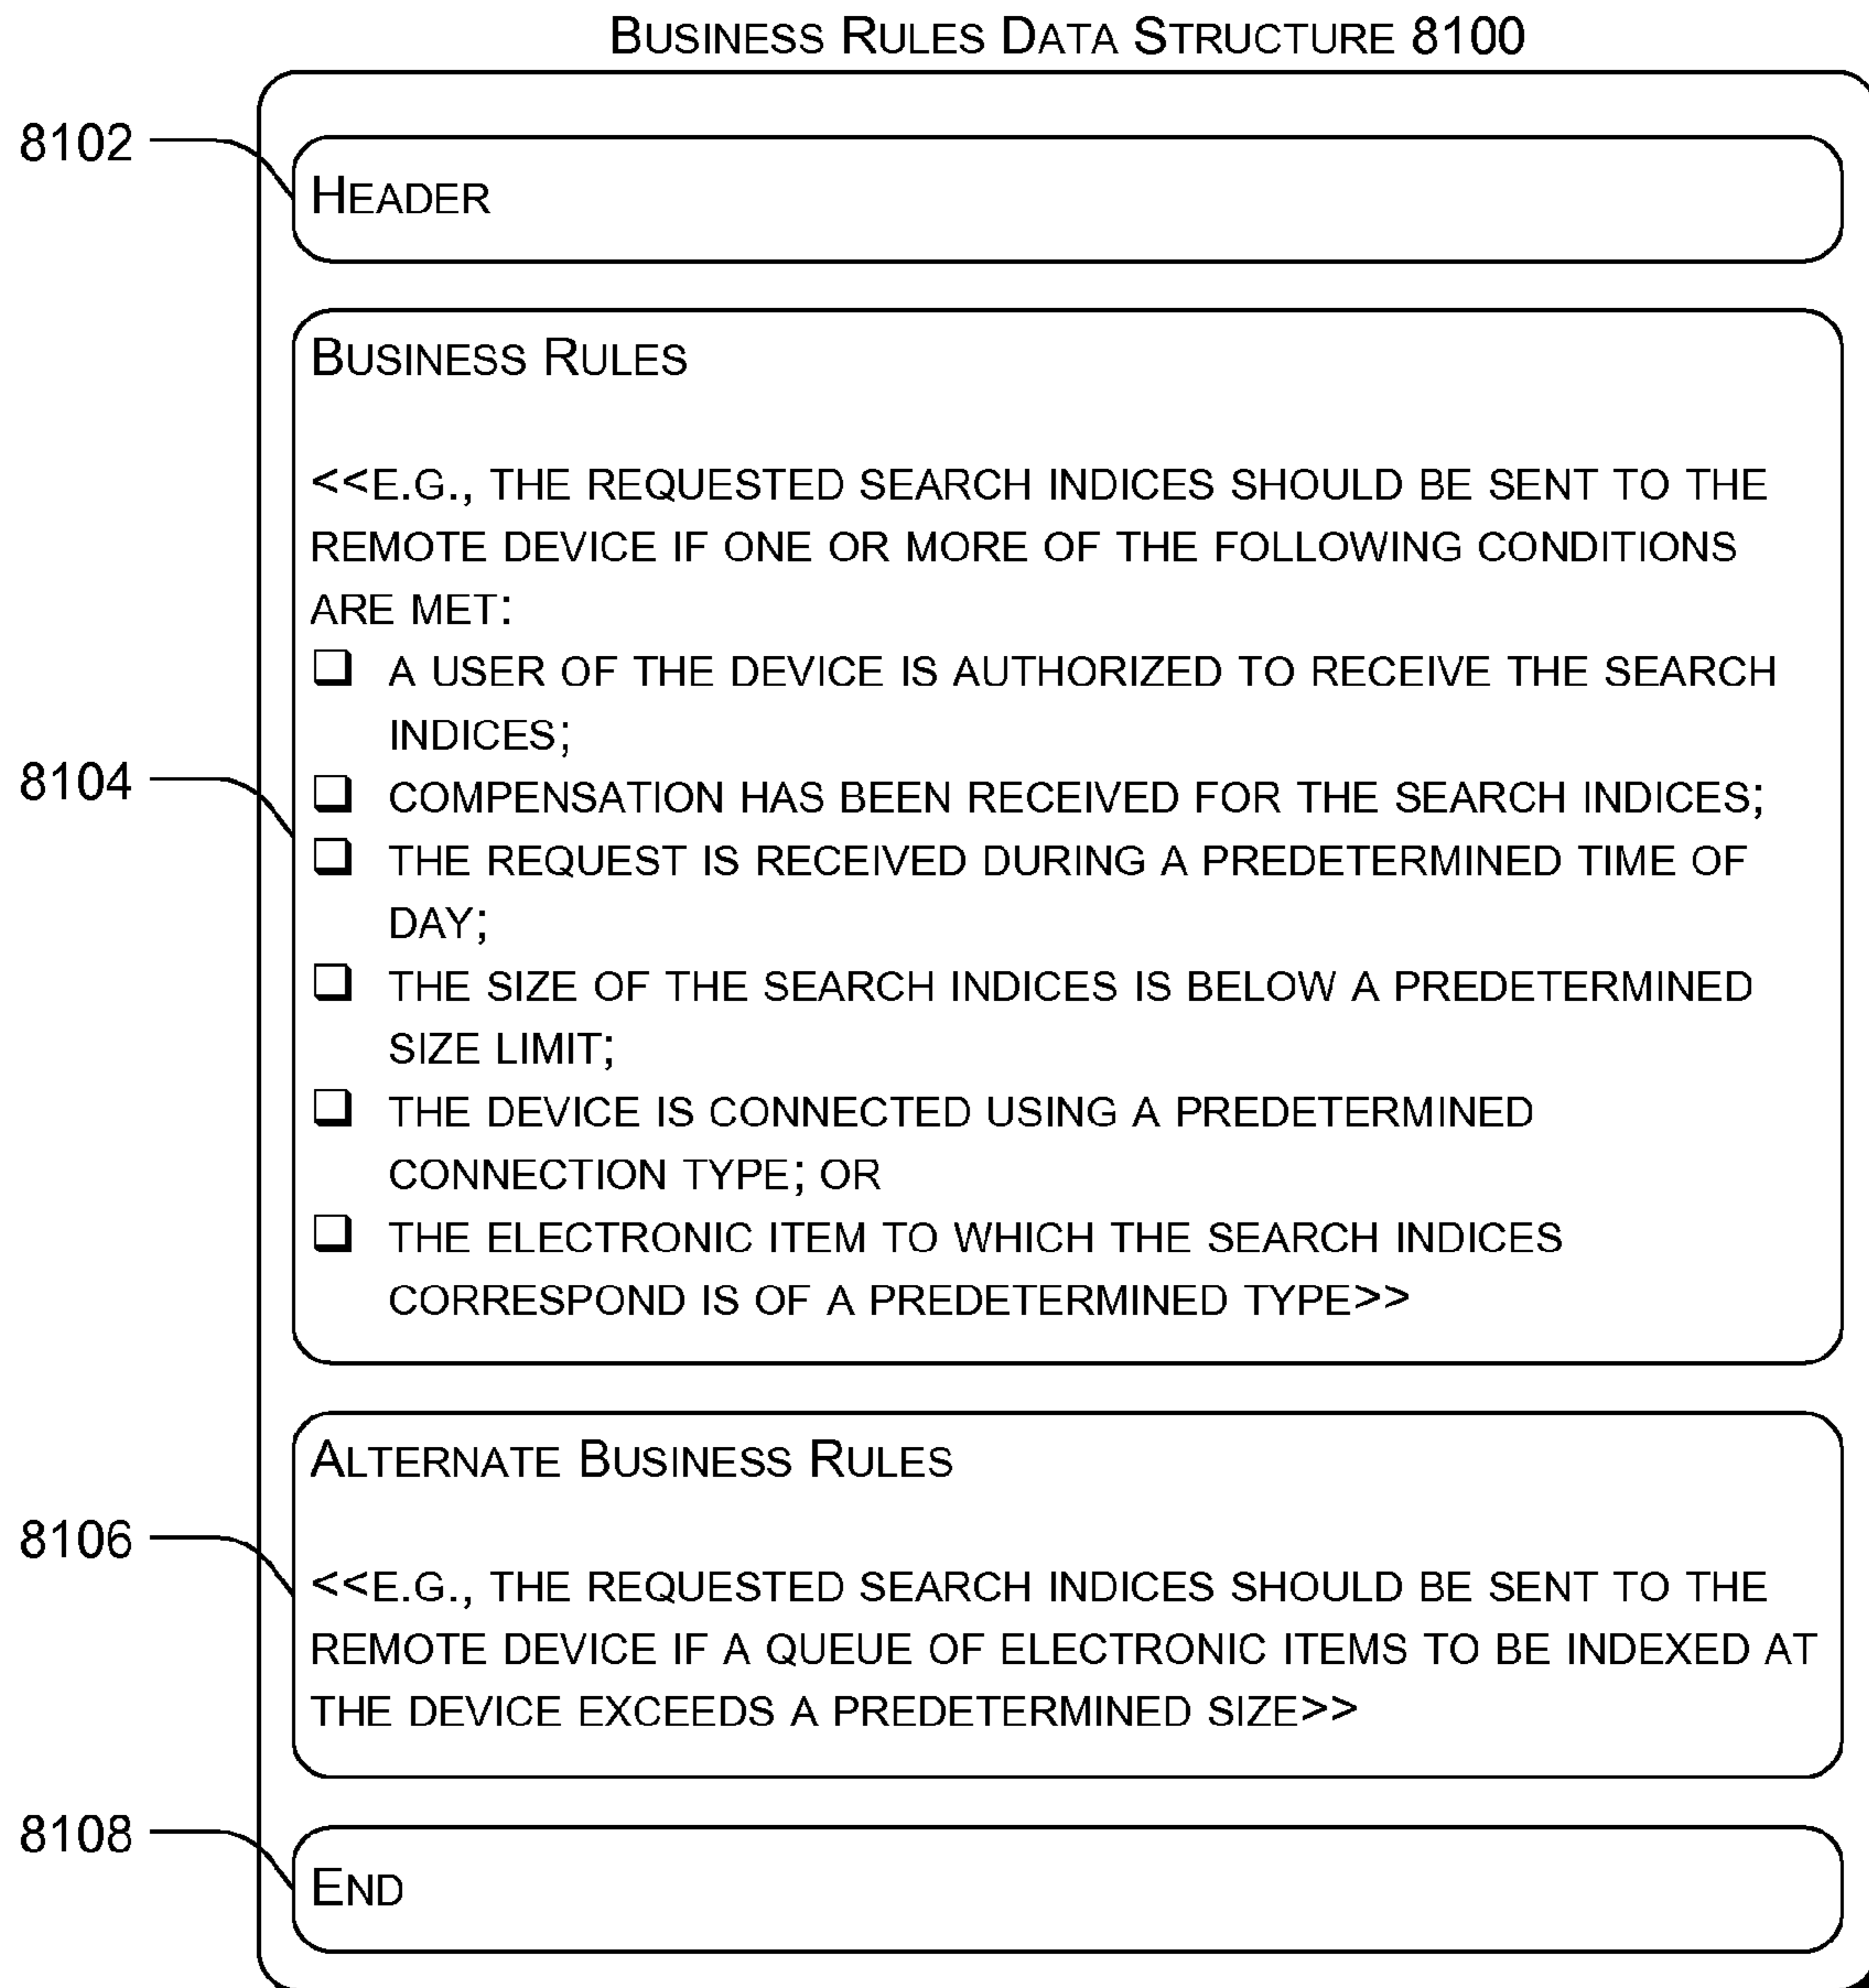 BUSINESS RULES DATA STRUCTURE 8100
8102
HEADER
BUSINESS RULES
<<E.G., THE REQUESTED SEARCH INDICES SHOULD BE SENT TO THE
REMOTE DEVICE IF ONE OR MORE OF THE FOLLOWING CONDITIONS
ARE MET:
❑ A USER OF THE DEVICE IS AUTHORIZED TO RECEIVE THE SEARCH
INDICES;
8104
❑ COMPENSATION HAS BEEN RECEIVED FOR THE SEARCH INDICES;
❑ THE REQUEST IS RECEIVED DURING A PREDETERMINED TIME OF
DAY;
❑ THE SIZE OF THE SEARCH INDICES IS BELOW A PREDETERMINED
SIZE LIMIT;
❑ THE DEVICE IS CONNECTED USING A PREDETERMINED
CONNECTION TYPE; OR
❑ THE ELECTRONIC ITEM TO WHICH THE SEARCH INDICES
CORRESPOND IS OF A PREDETERMINED TYPE>>
ALTERNATE BUSINESS RULES
8106
<<E.G., THE REQUESTED SEARCH INDICES SHOULD BE SENT TO THE
REMOTE DEVICE IF A QUEUE OF ELECTRONIC ITEMS TO BE INDEXED AT
THE DEVICE EXCEEDS A PREDETERMINED SIZE>>
8108
END